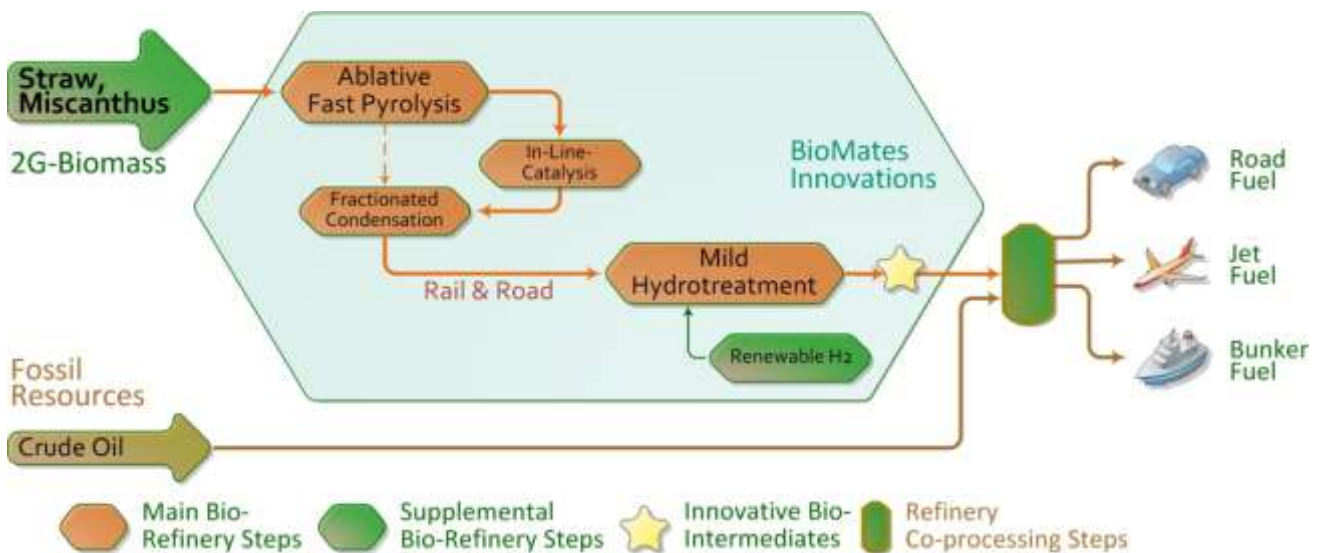 Straw,
Miscanthus
2G-Biomass
Ablative
Fast Pyrolysis
In-Line-
Catalysis
Fractionated
Condensation
BioMates
Innovations
Rail & Road
Mild
Hydrotreatment
Renewable H2
Road
Fuel
Jet
Fuel
Bunker
Fuel
Fossil
Resources
Crude Oil
Main Bio-
Refinery Steps
Supplemental
Bio-Refinery Steps
Innovative Bio-
Intermediates
Refinery
Co-processing Steps